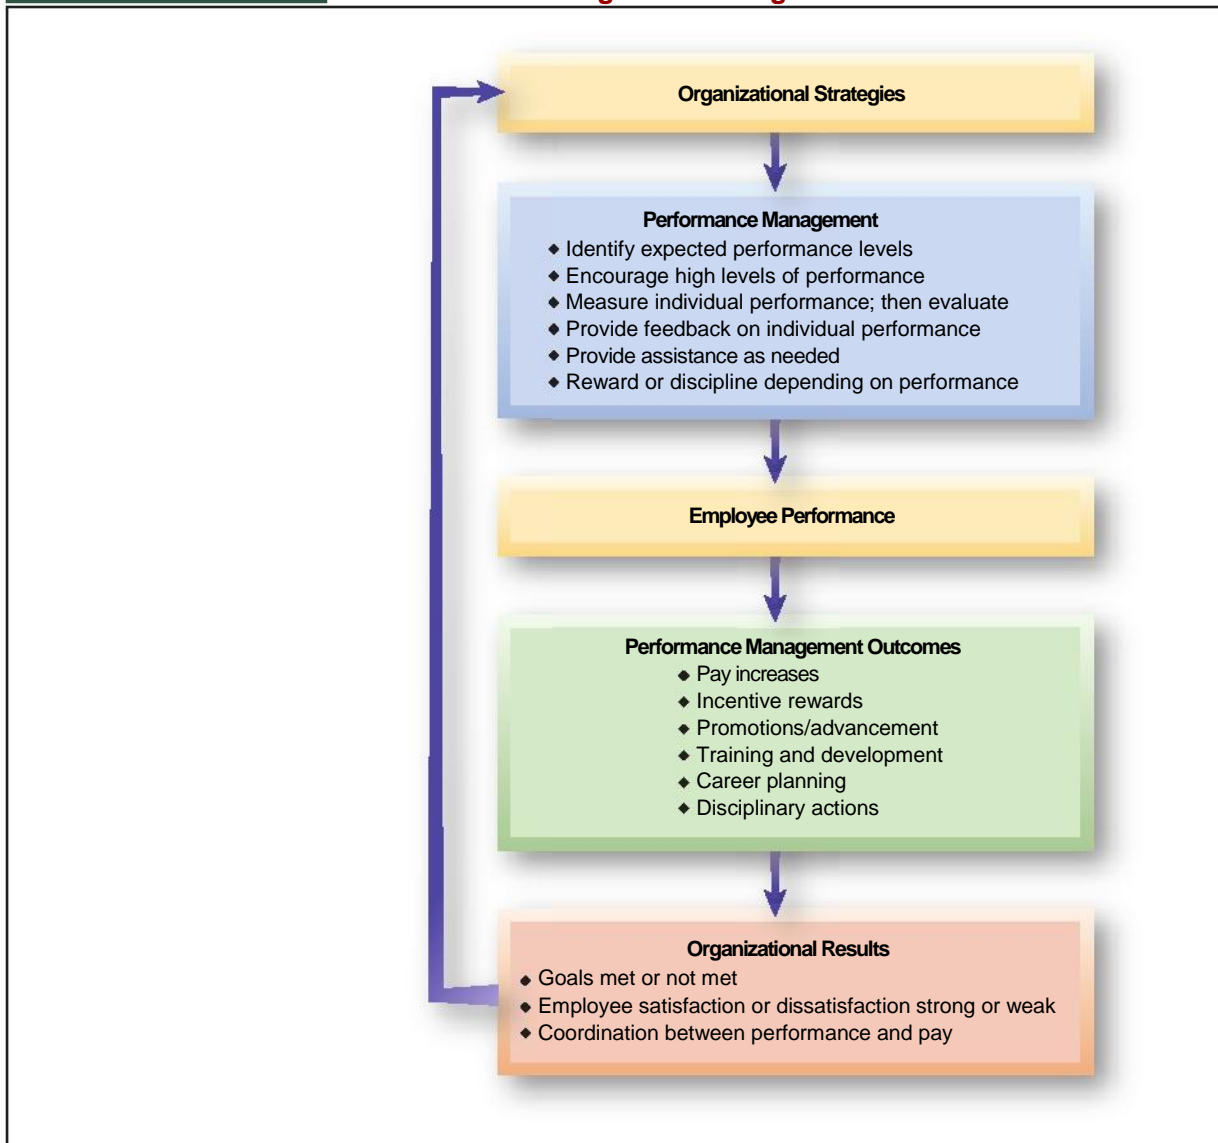 Organizational Strategies
Performance Management
◆ Identify expected performance levels
◆ Encourage high levels of performance
◆ Measure individual performance; then evaluate
◆ Provide feedback on individual performance
◆ Provide assistance as needed
◆ Reward or discipline depending on performance
Employee Performance
Performance Management Outcomes
◆ Pay increases
◆ Incentive rewards
◆ Promotions/advancement
◆ Training and development
◆ Career planning
◆ Disciplinary actions
Organizational Results
◆ Goals met or not met
◆ Employee satisfaction or dissatisfaction strong or weak
◆ Coordination between performance and pay